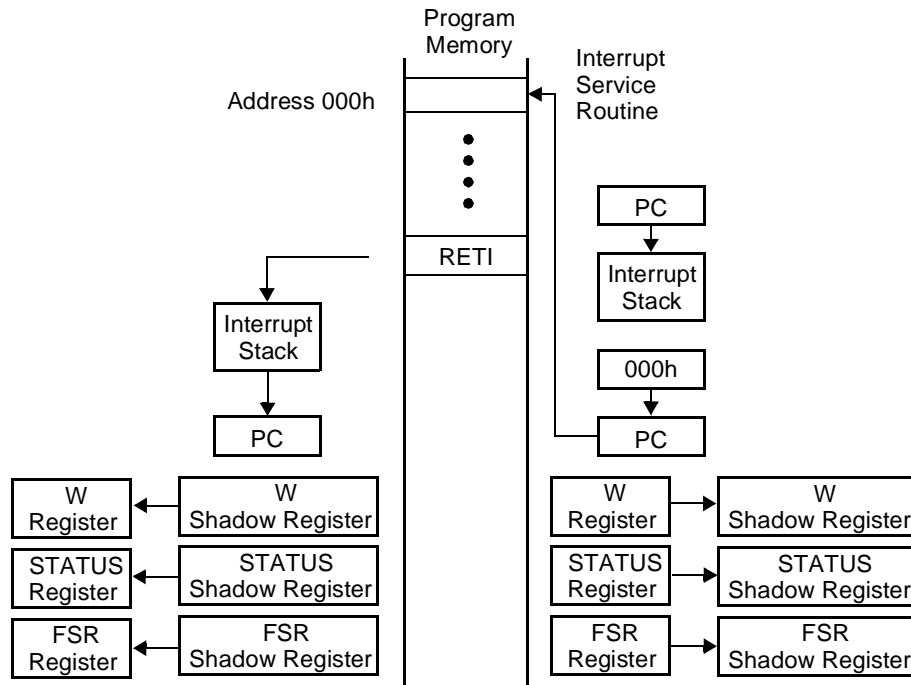 Program
Memory
Interrupt
Service
Routine
Address 000h
PC
RETI
Interrupt
Stack
Interrupt
Stack
000h
PC
PC
W
Register
W
Shadow Register
W
Register
W
Shadow Register
STATUS
Register
STATUS
Shadow Register
STATUS
Register
STATUS
Shadow Register
FSR
Register
FSR
Shadow Register
FSR
Register
FSR
Shadow Register